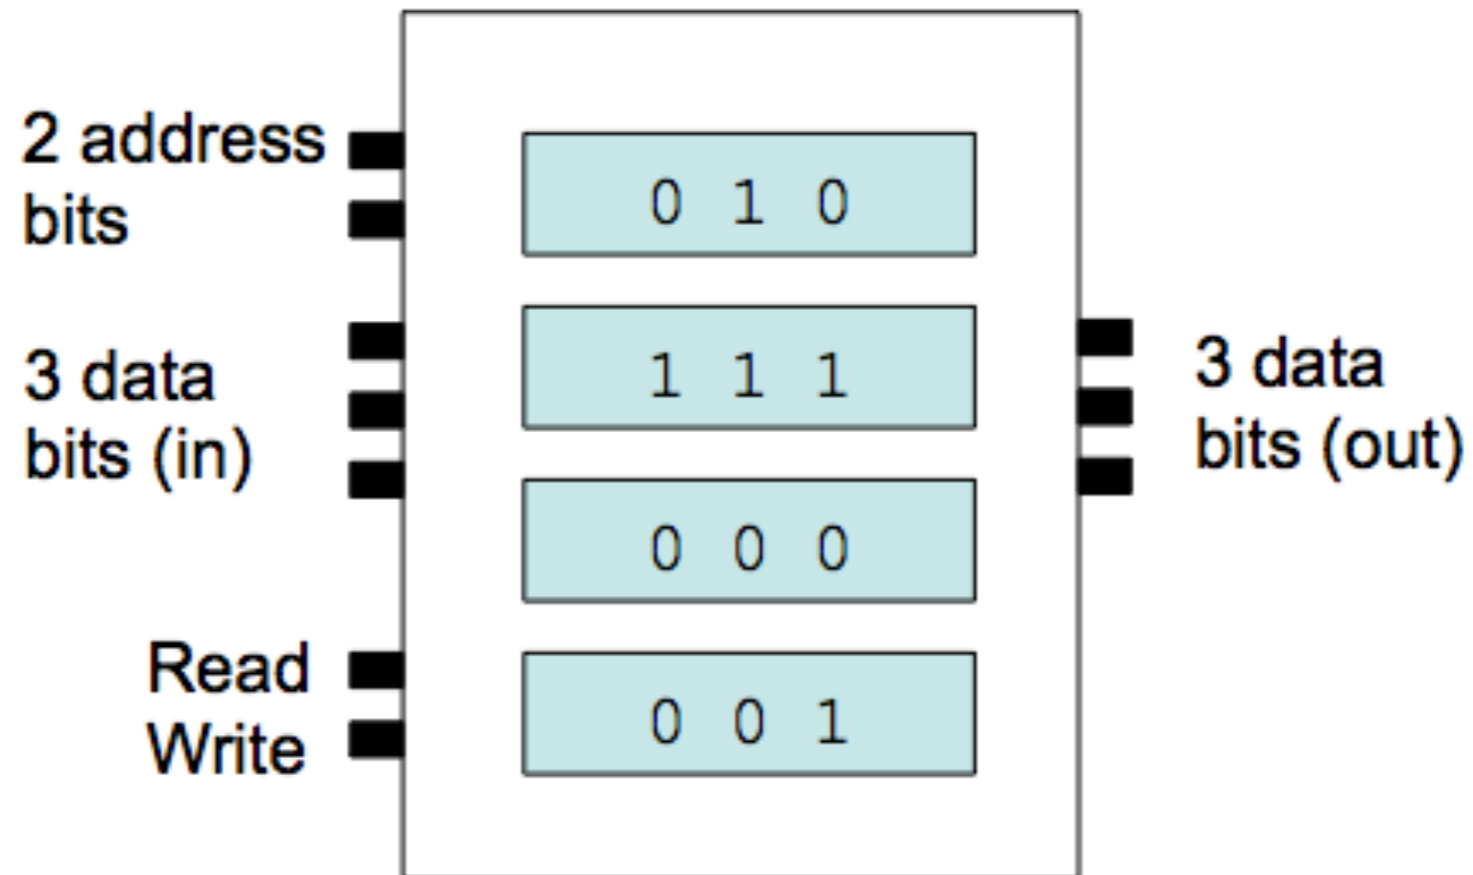 2 address
bits
0 1 0
3 data
bits (in)
1 1 1
3 data
bits (out)
0 0 0
Read
Write
0 0 1